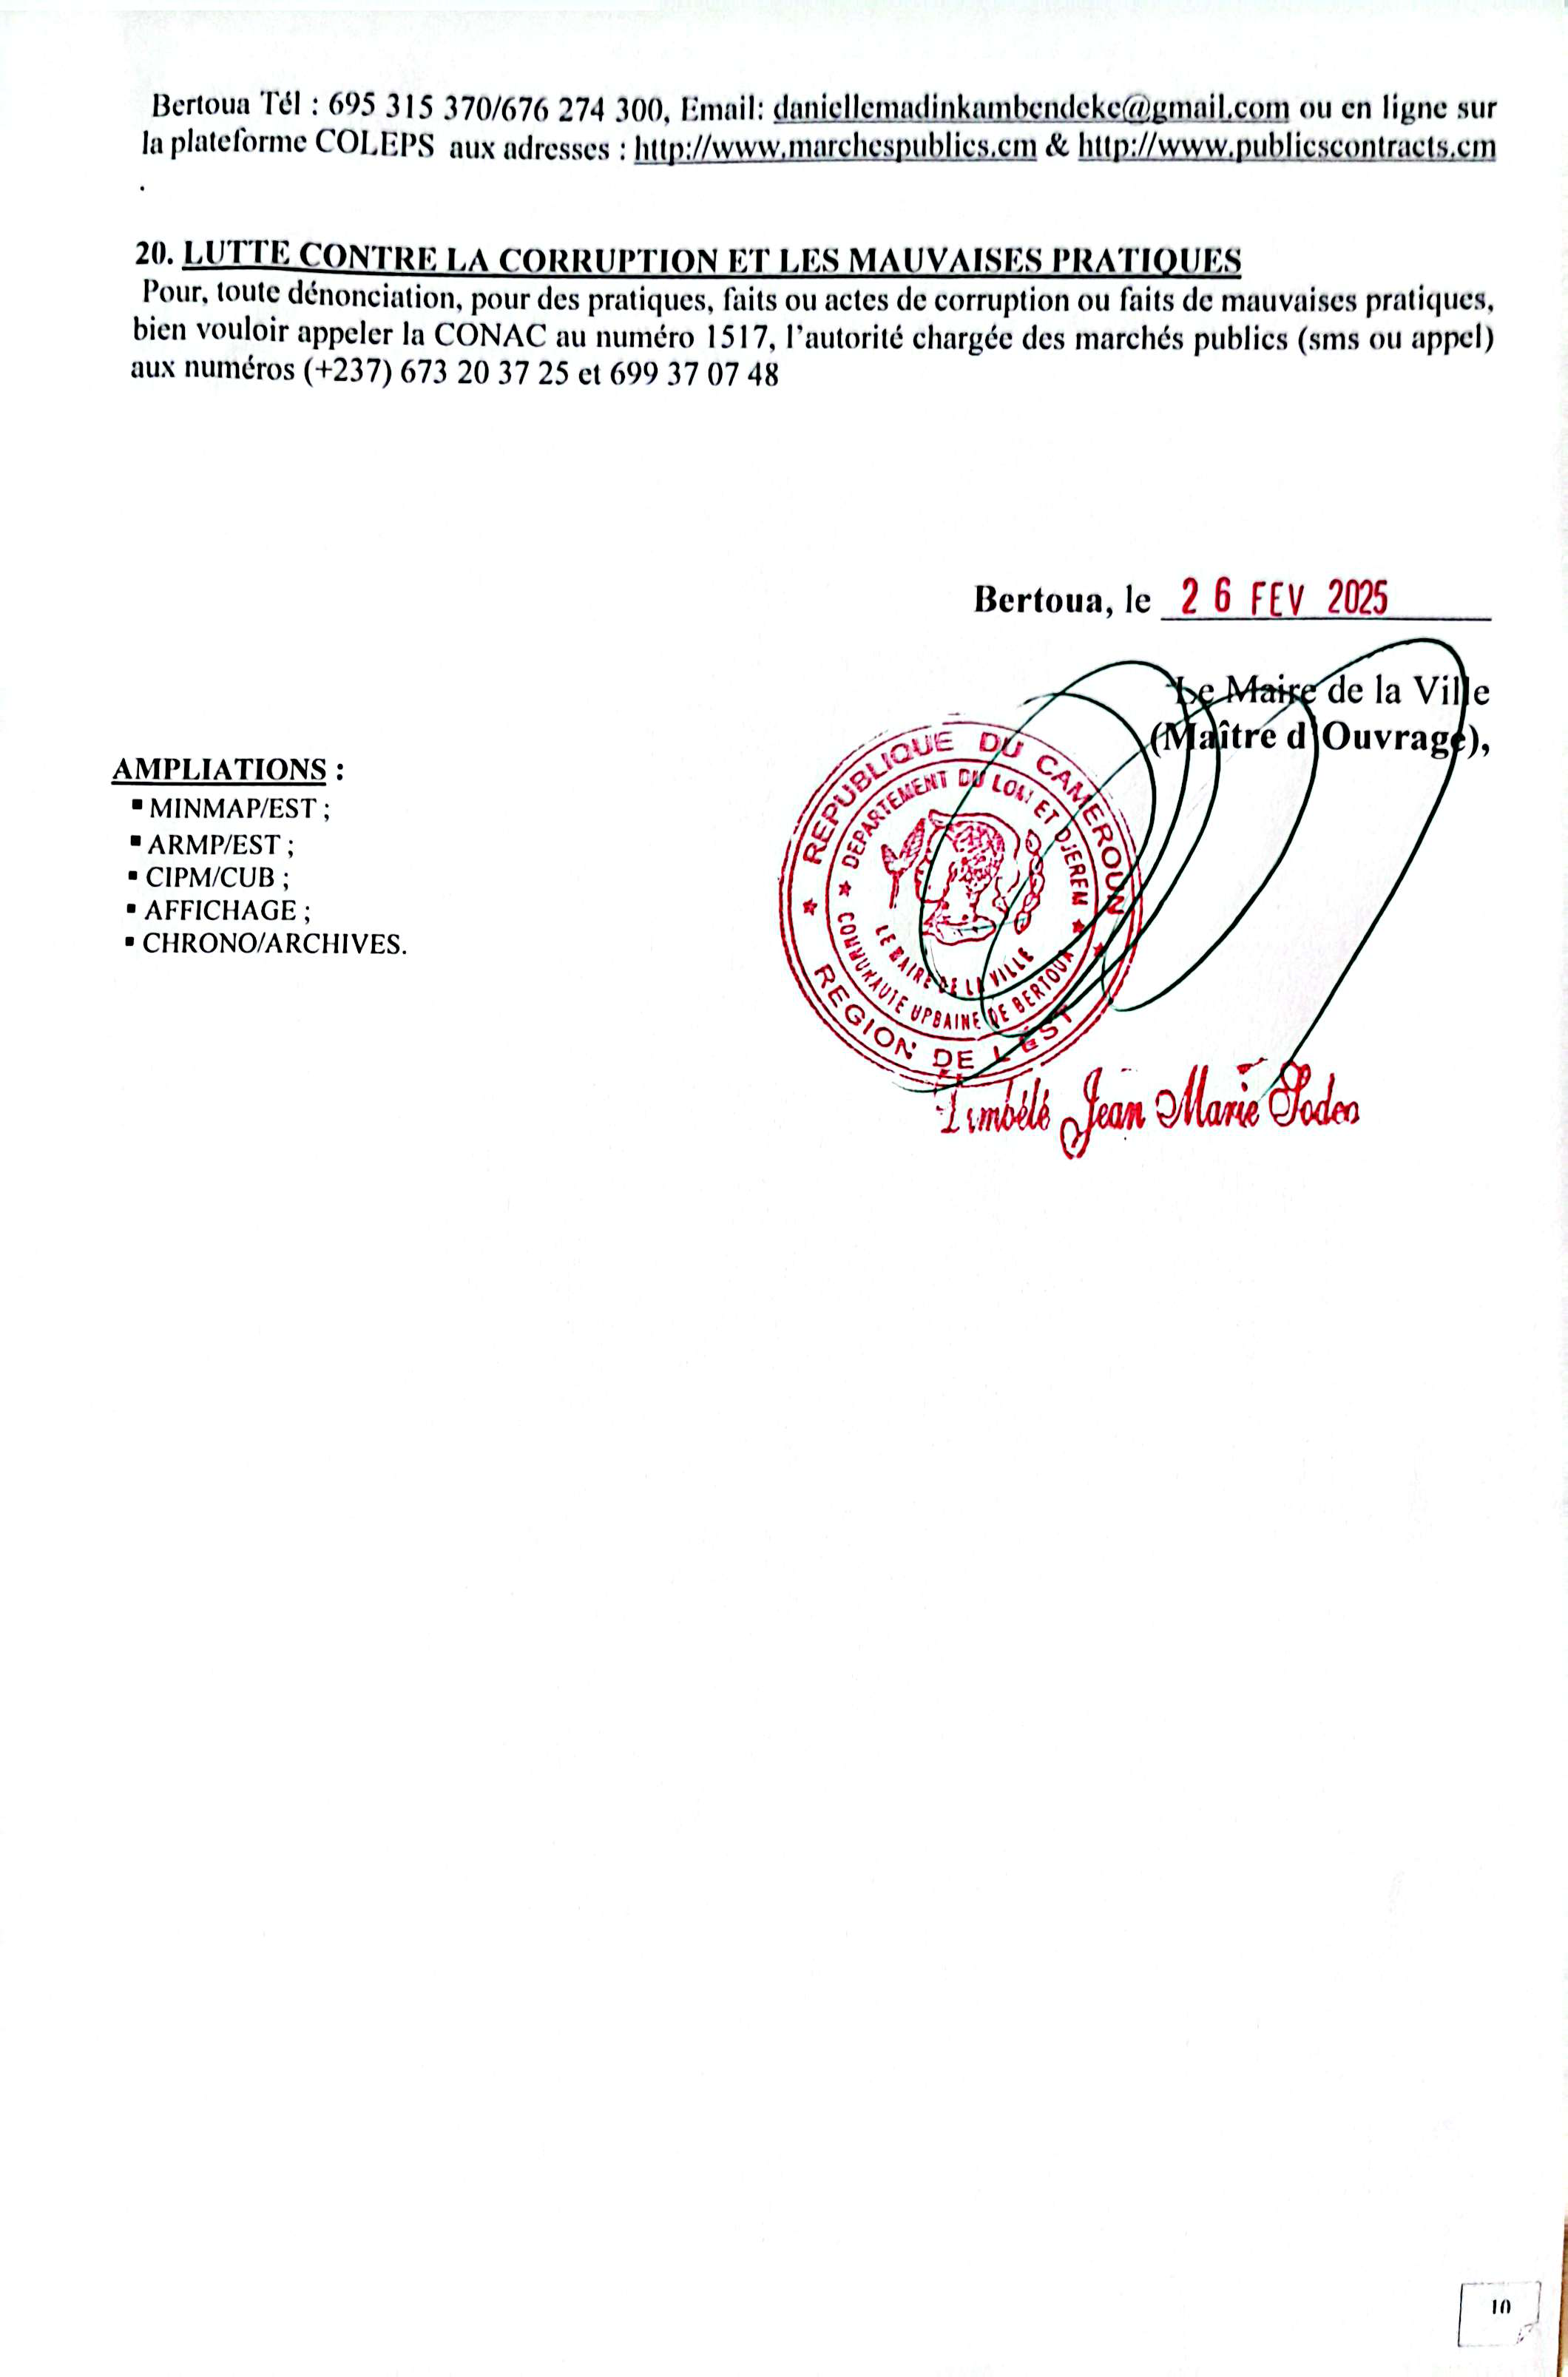 Bertoua Tél : 695 315 370/676 274 300, Email: daniellemadinkambendeke@gmail.com ou en ligne sur
la plateforme COLEPS aux adresses : http://www.marchespublics.cm & http://www.publicscontracts.cm
.
20. LUTTE CONTRE LA CORRUPTION ET LES MAUVAISES PRATIQUES
Pour, toute dénonciation, pour des pratiques, faits ou actes de corruption ou faits de mauvaises pratiques,
bien vouloir appeler la CONAC au numéro 1517, l'autorité chargée des marchés publics (sms ou appel)
aux numéros (+237) 673 20 37 25 et 699 37 07 48
Bertoua, le 26 FEV 2025
Le Maire de la Ville
(Maître d'Ouvrage),
AMPLIATIONS :
▪ MINMAP/EST ;
▪ ARMP/EST ;
▪ CIPM/CUB ;
▪ AFFICHAGE ;
▪ CHRONO/ARCHIVES.
REPUBLIQUE DU CAMEROUN
DEPARTEMENT DU LOM ET DJEREM
LE MAIRE DE LA VILLE
COMMUNAUTE URBAINE DE BERTOUA
REGION DE L'EST
Jean Marie
10